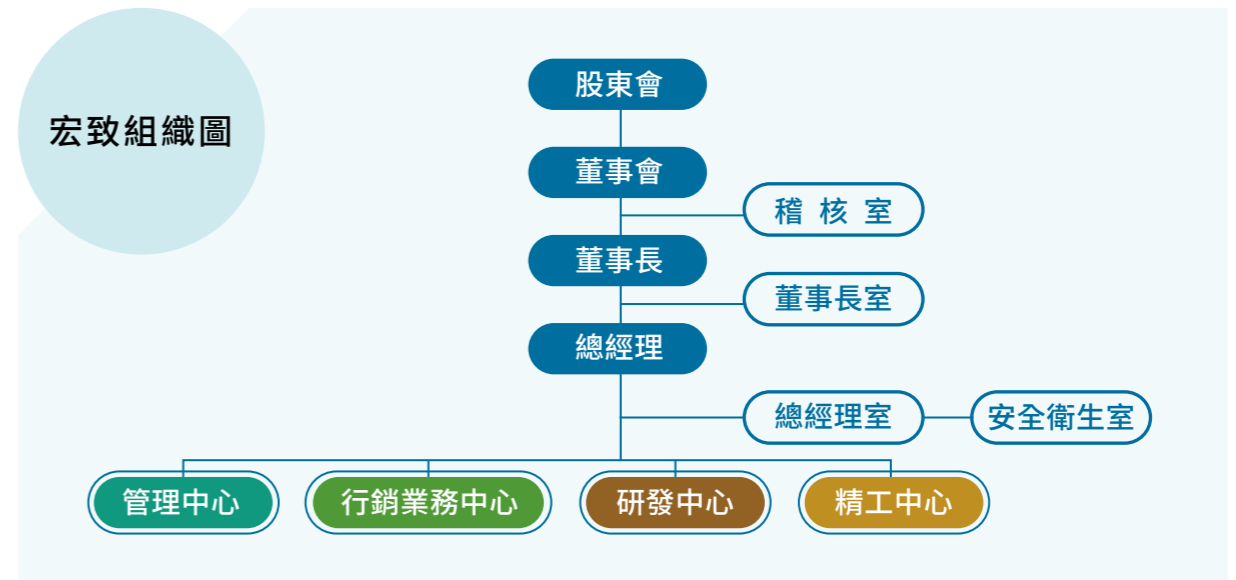 宏致組織圖
股東會
董事會
稽核室
董事長
董事長室
總經理
總經理室
安全衛生室
管理中心
行銷業務中心
研發中心
精工中心